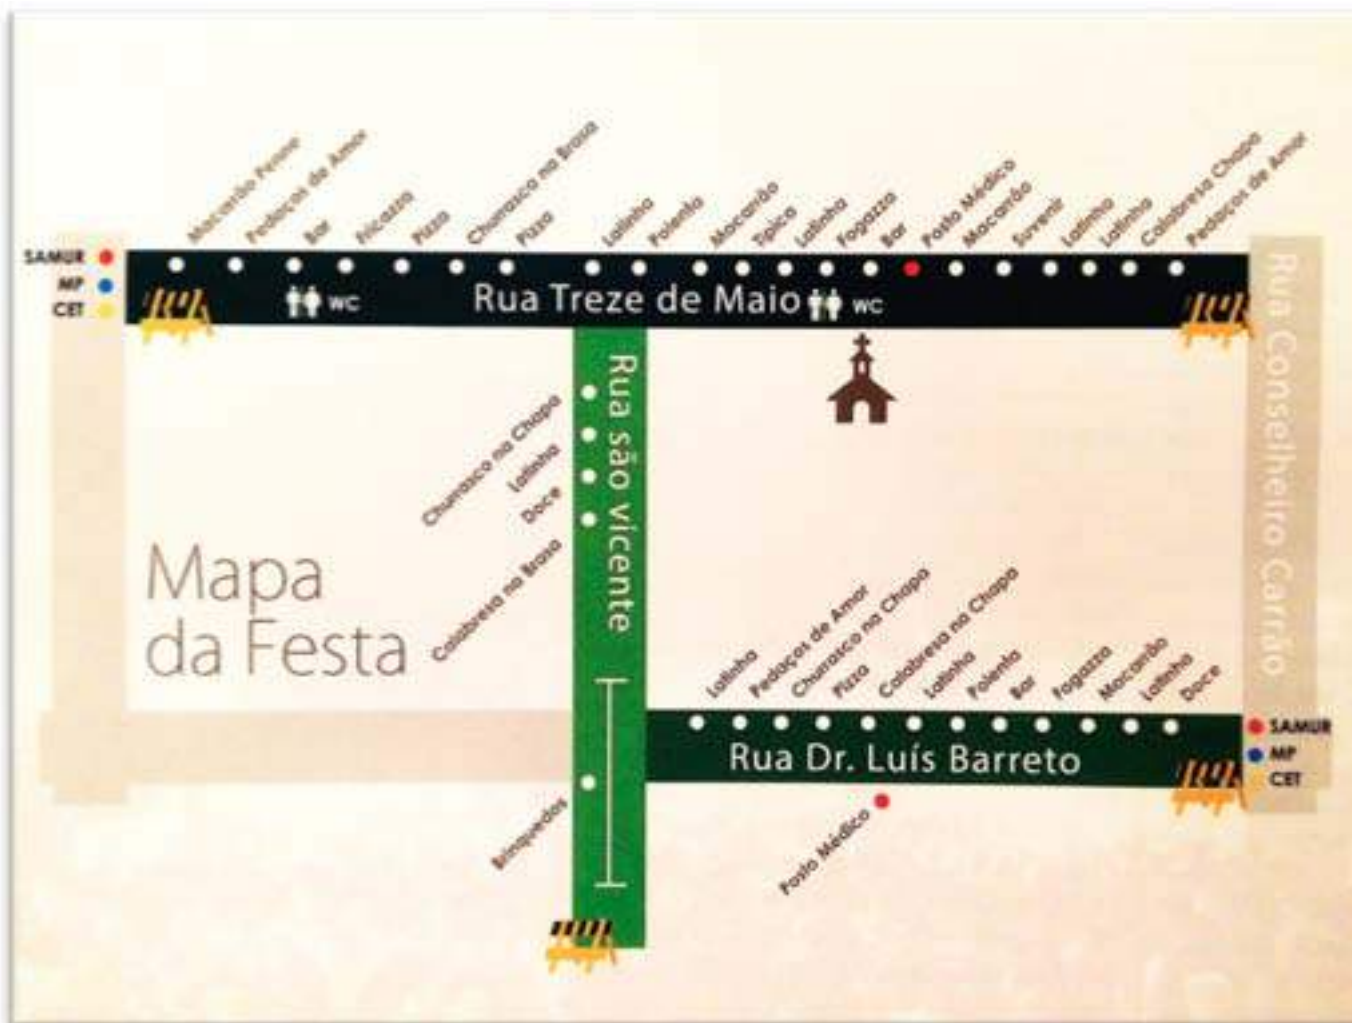 Macarrão Penne
Pedaços de Amor
Bar
Fricazza
Pizza
Churrasco na Brasa
Pizza
Latinha
Polenta
Macarrão
Tipica
Latinha
Fogazza
Bar
Posto Médico
Macarrão
Suvenir
Latinha
Latinha
Calabresa Chapa
Pedaços de Amor
SAMUR
MP
CET
WC
Rua Treze de Maio
WC
Rua Conselheiro Carrão
Rua são vicente
Churrasco na Chapa
Latinha
Doce
Calabresa na Brasa
Mapa
da Festa
Latinha
Pedaços de Amor
Churrasco na Chapa
Pizza
Calabresa na Chapa
Latinha
Polenta
Bar
Fogazza
Macarrão
Latinha
Doce
Rua Dr. Luís Barreto
SAMUR
MP
CET
Brinquedos
Posto Médico